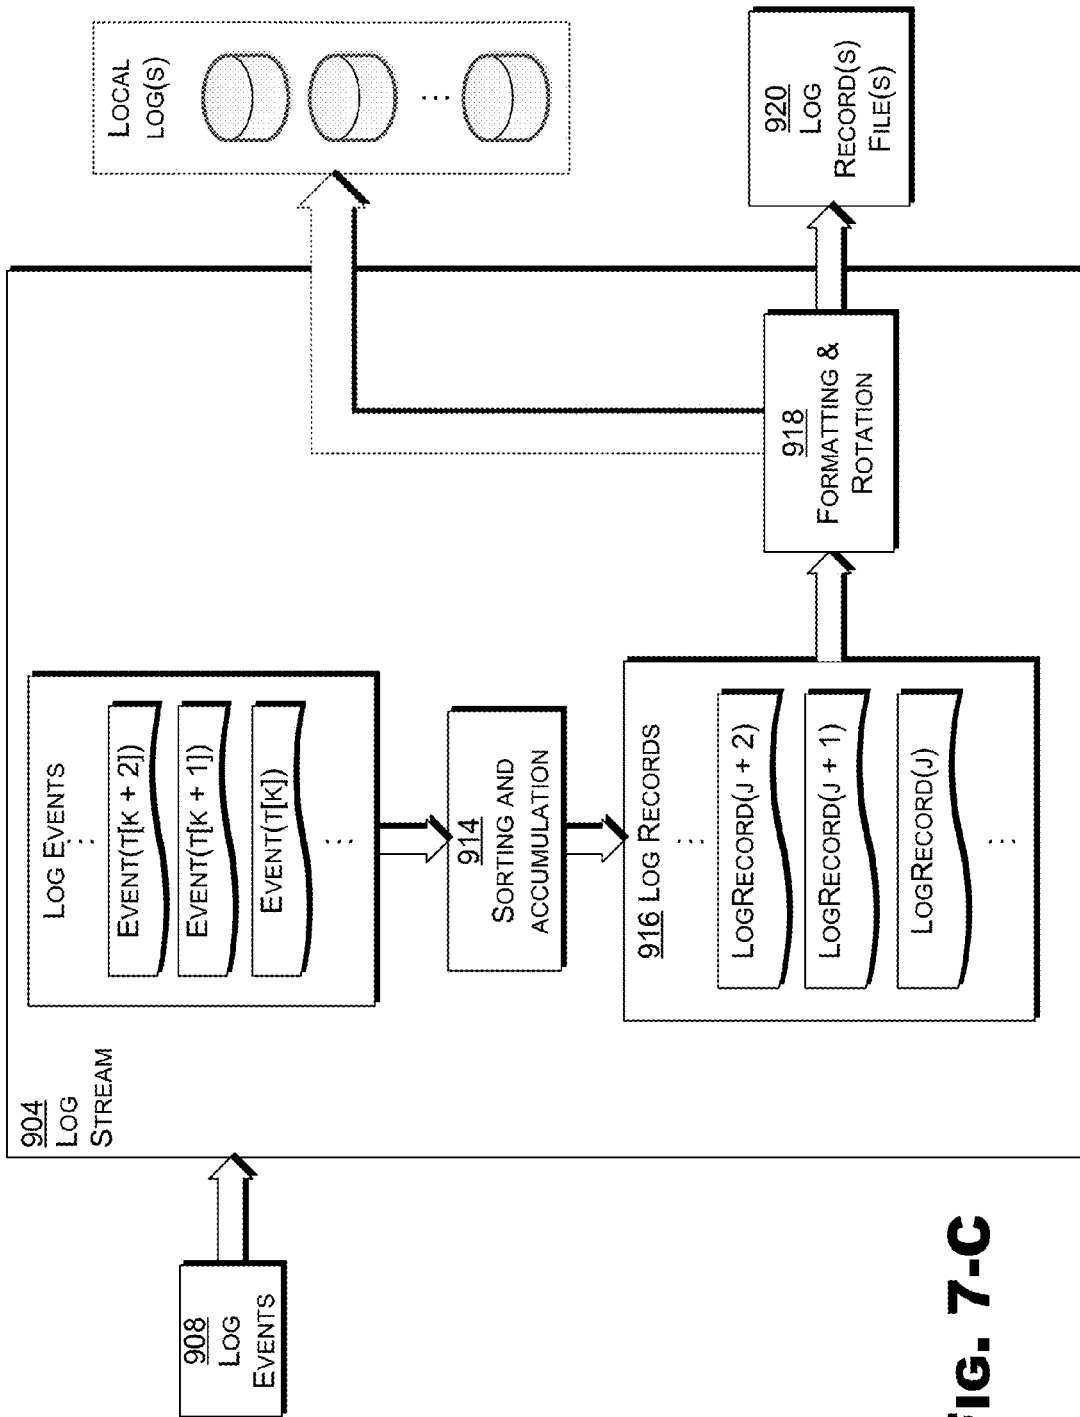 908
LOG
EVENTS
904
LOG
STREAM
LOG EVENTS
...
EVENT(T[K + 2])
EVENT(T[K + 1])
EVENT(T[K])
...
914
SORTING AND
ACCUMULATION
916 LOG RECORDS
...
LOGRECORD(J + 2)
LOGRECORD(J + 1)
LOGRECORD(J)
...
918
FORMATTING &
ROTATION
LOCAL
LOG(S)
...
920
LOG
RECORD(S)
FILE(S)
FIG. 7-C